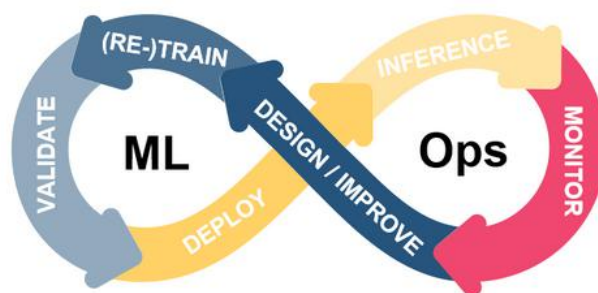 (RE-)TRAIN
INFERENCE
VALIDATE
ML
DESIGN / IMPROVE
Ops
MONITOR
DEPLOY